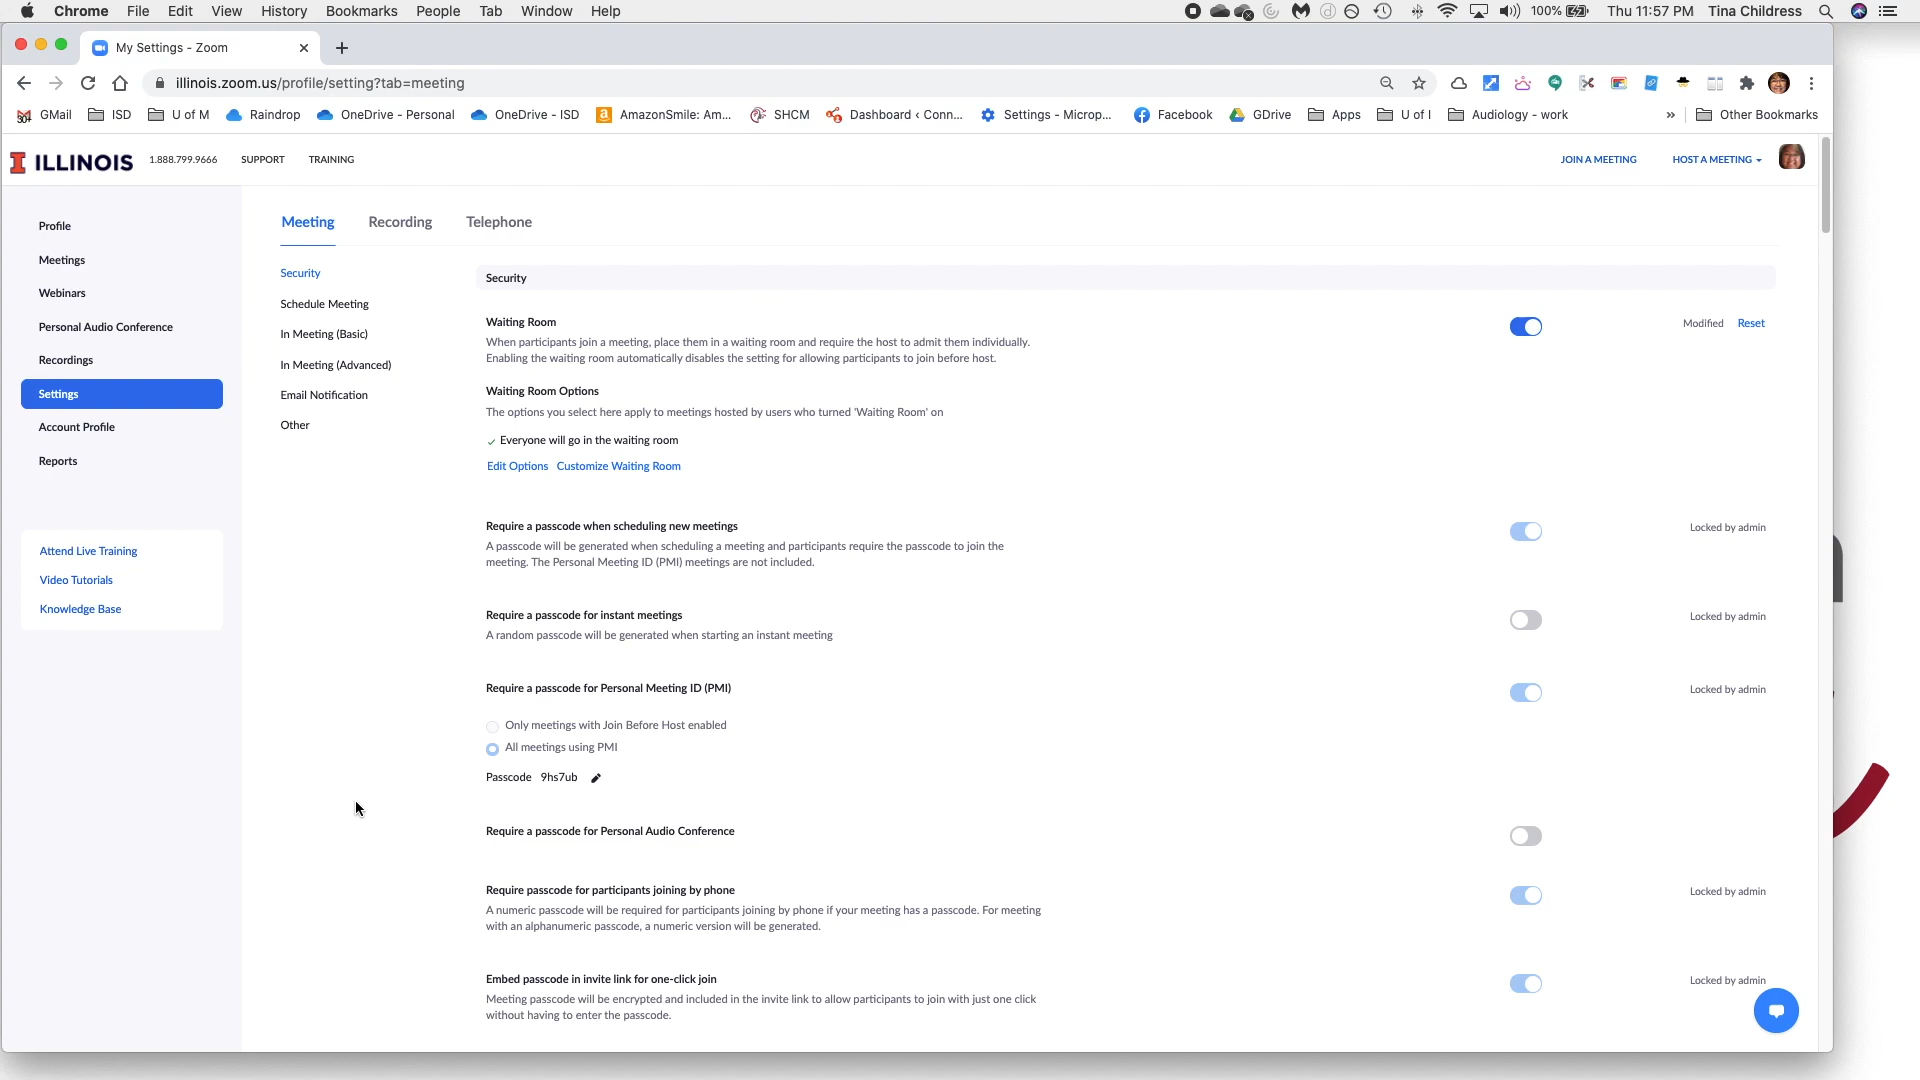 Chrome File Edit View History Bookmarks People Tab Window Help 100% Thu 11:57 PM Tina Childress
My Settings - Zoom
illinois.zoom.us/profile/setting?tab=meeting
GMail ISD U of M Raindrop OneDrive - Personal OneDrive - ISD AmazonSmile: Am... SHCM Dashboard ‹ Conn... Settings - Microp... Facebook GDrive Apps U of I Audiology - work » Other Bookmarks
ILLINOIS 1.888.799.9666 SUPPORT TRAINING JOIN A MEETING HOST A MEETING
Profile
Meetings
Webinars
Personal Audio Conference
Recordings
Settings
Account Profile
Reports
Attend Live Training
Video Tutorials
Knowledge Base
Meeting Recording Telephone
Security
Schedule Meeting
In Meeting (Basic)
In Meeting (Advanced)
Email Notification
Other
Security
Waiting Room Modified Reset
When participants join a meeting, place them in a waiting room and require the host to admit them individually.
Enabling the waiting room automatically disables the setting for allowing participants to join before host.
Waiting Room Options
The options you select here apply to meetings hosted by users who turned 'Waiting Room' on
✓ Everyone will go in the waiting room
Edit Options Customize Waiting Room
Require a passcode when scheduling new meetings Locked by admin
A passcode will be generated when scheduling a meeting and participants require the passcode to join the
meeting. The Personal Meeting ID (PMI) meetings are not included.
Require a passcode for instant meetings Locked by admin
A random passcode will be generated when starting an instant meeting
Require a passcode for Personal Meeting ID (PMI) Locked by admin
Only meetings with Join Before Host enabled
All meetings using PMI
Passcode 9hs7ub
Require a passcode for Personal Audio Conference
Require passcode for participants joining by phone Locked by admin
A numeric passcode will be required for participants joining by phone if your meeting has a passcode. For meeting
with an alphanumeric passcode, a numeric version will be generated.
Embed passcode in invite link for one-click join Locked by admin
Meeting passcode will be encrypted and included in the invite link to allow participants to join with just one click
without having to enter the passcode.